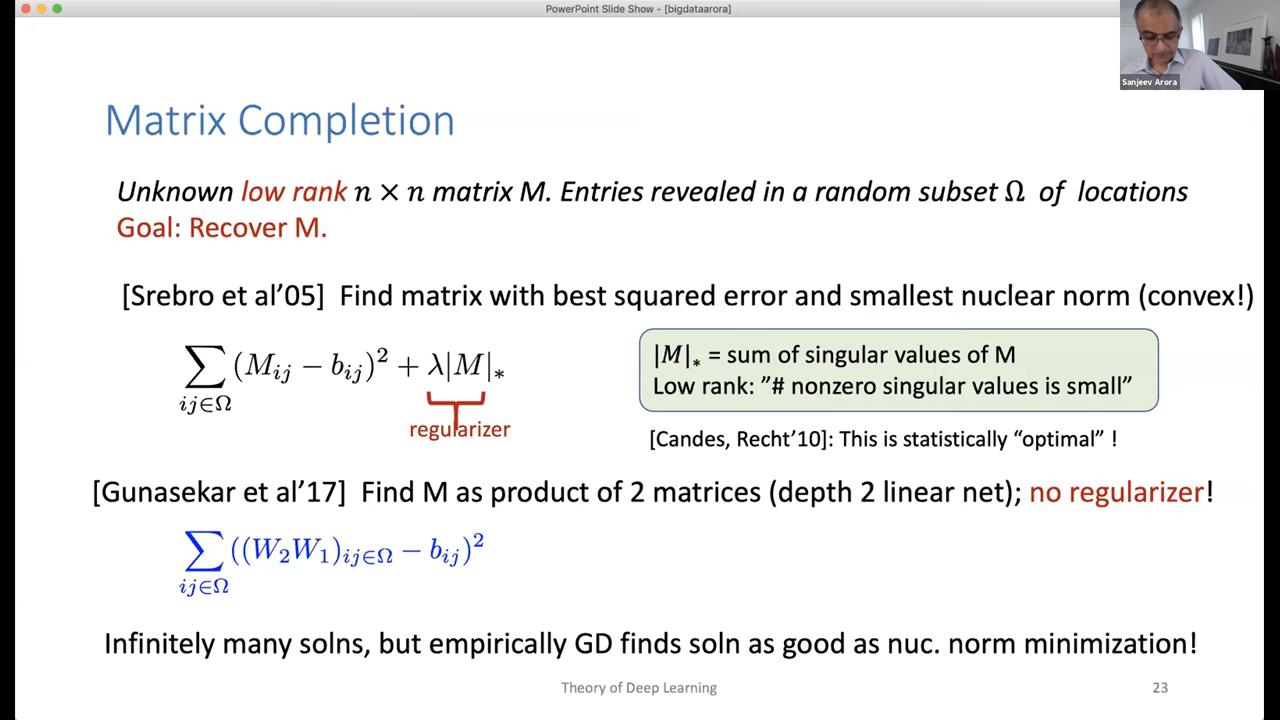 PowerPoint Slide Show - [bigdataarora]
Sanjeev Arora
Matrix Completion
Unknown low rank n × n matrix M. Entries revealed in a random subset Ω of locations
Goal: Recover M.
[Srebro et al’05] Find matrix with best squared error and smallest nuclear norm (convex!)
∑_{ij∈Ω} (M_{ij} − b_{ij})² + λ|M|_*
regularizer
|M|_* = sum of singular values of M
Low rank: ”# nonzero singular values is small”
[Candes, Recht’10]: This is statistically “optimal” !
[Gunasekar et al’17] Find M as product of 2 matrices (depth 2 linear net); no regularizer!
∑_{ij∈Ω} ((W₂W₁)_{ij∈Ω} − b_{ij})²
Infinitely many solns, but empirically GD finds soln as good as nuc. norm minimization!
Theory of Deep Learning
23